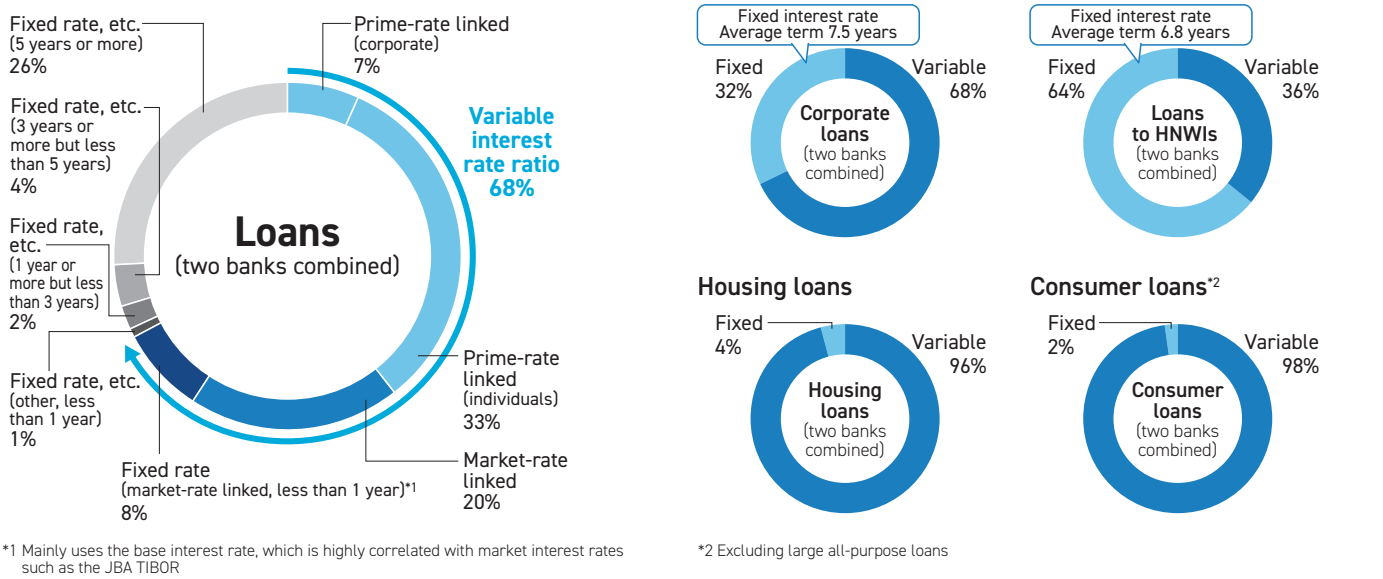 Fixed rate, etc.
(5 years or more)
26%
Fixed rate, etc.
(3 years or
more but less
than 5 years)
4%
Fixed rate,
etc.
(1 year or
more but less
than 3 years)
2%
Fixed rate, etc.
(other, less
than 1 year)
1%
Fixed rate
(market-rate linked, less than 1 year)*1
8%
Prime-rate linked
(corporate)
7%
Variable
interest
rate ratio
68%
Loans
(two banks combined)
Prime-rate
linked
(individuals)
33%
Market-rate
linked
20%
*1 Mainly uses the base interest rate, which is highly correlated with market interest rates
such as the JBA TIBOR
Fixed interest rate
Average term 7.5 years
Fixed
32%
Variable
68%
Corporate
loans
(two banks
combined)
Fixed interest rate
Average term 6.8 years
Fixed
64%
Variable
36%
Loans
to HNWIs
(two banks
combined)
Housing loans
Fixed
4%
Variable
96%
Housing
loans
(two banks
combined)
Consumer loans*2
Fixed
2%
Variable
98%
Consumer
loans
(two banks
combined)
*2 Excluding large all-purpose loans